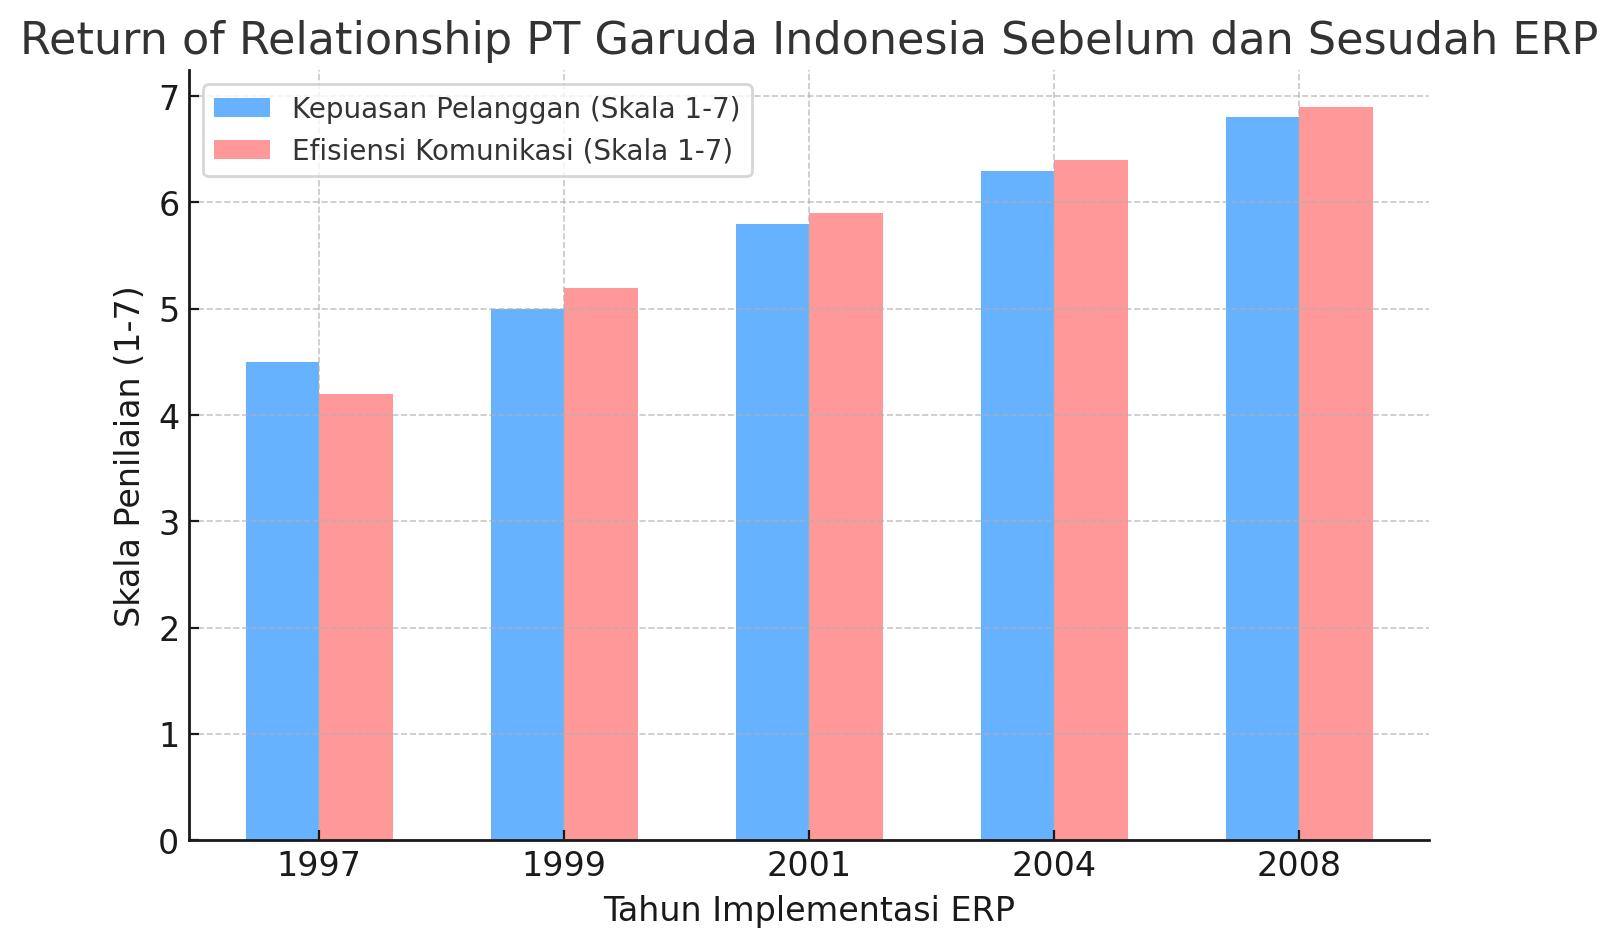 Return of Relationship PT Garuda Indonesia Sebelum dan Sesudah ERP
Kepuasan Pelanggan (Skala 1-7)
Efisiensi Komunikasi (Skala 1-7)
Skala Penilaian (1-7)
7
6
5
4
3
2
1
0
1997 1999 2001 2004 2008
Tahun Implementasi ERP